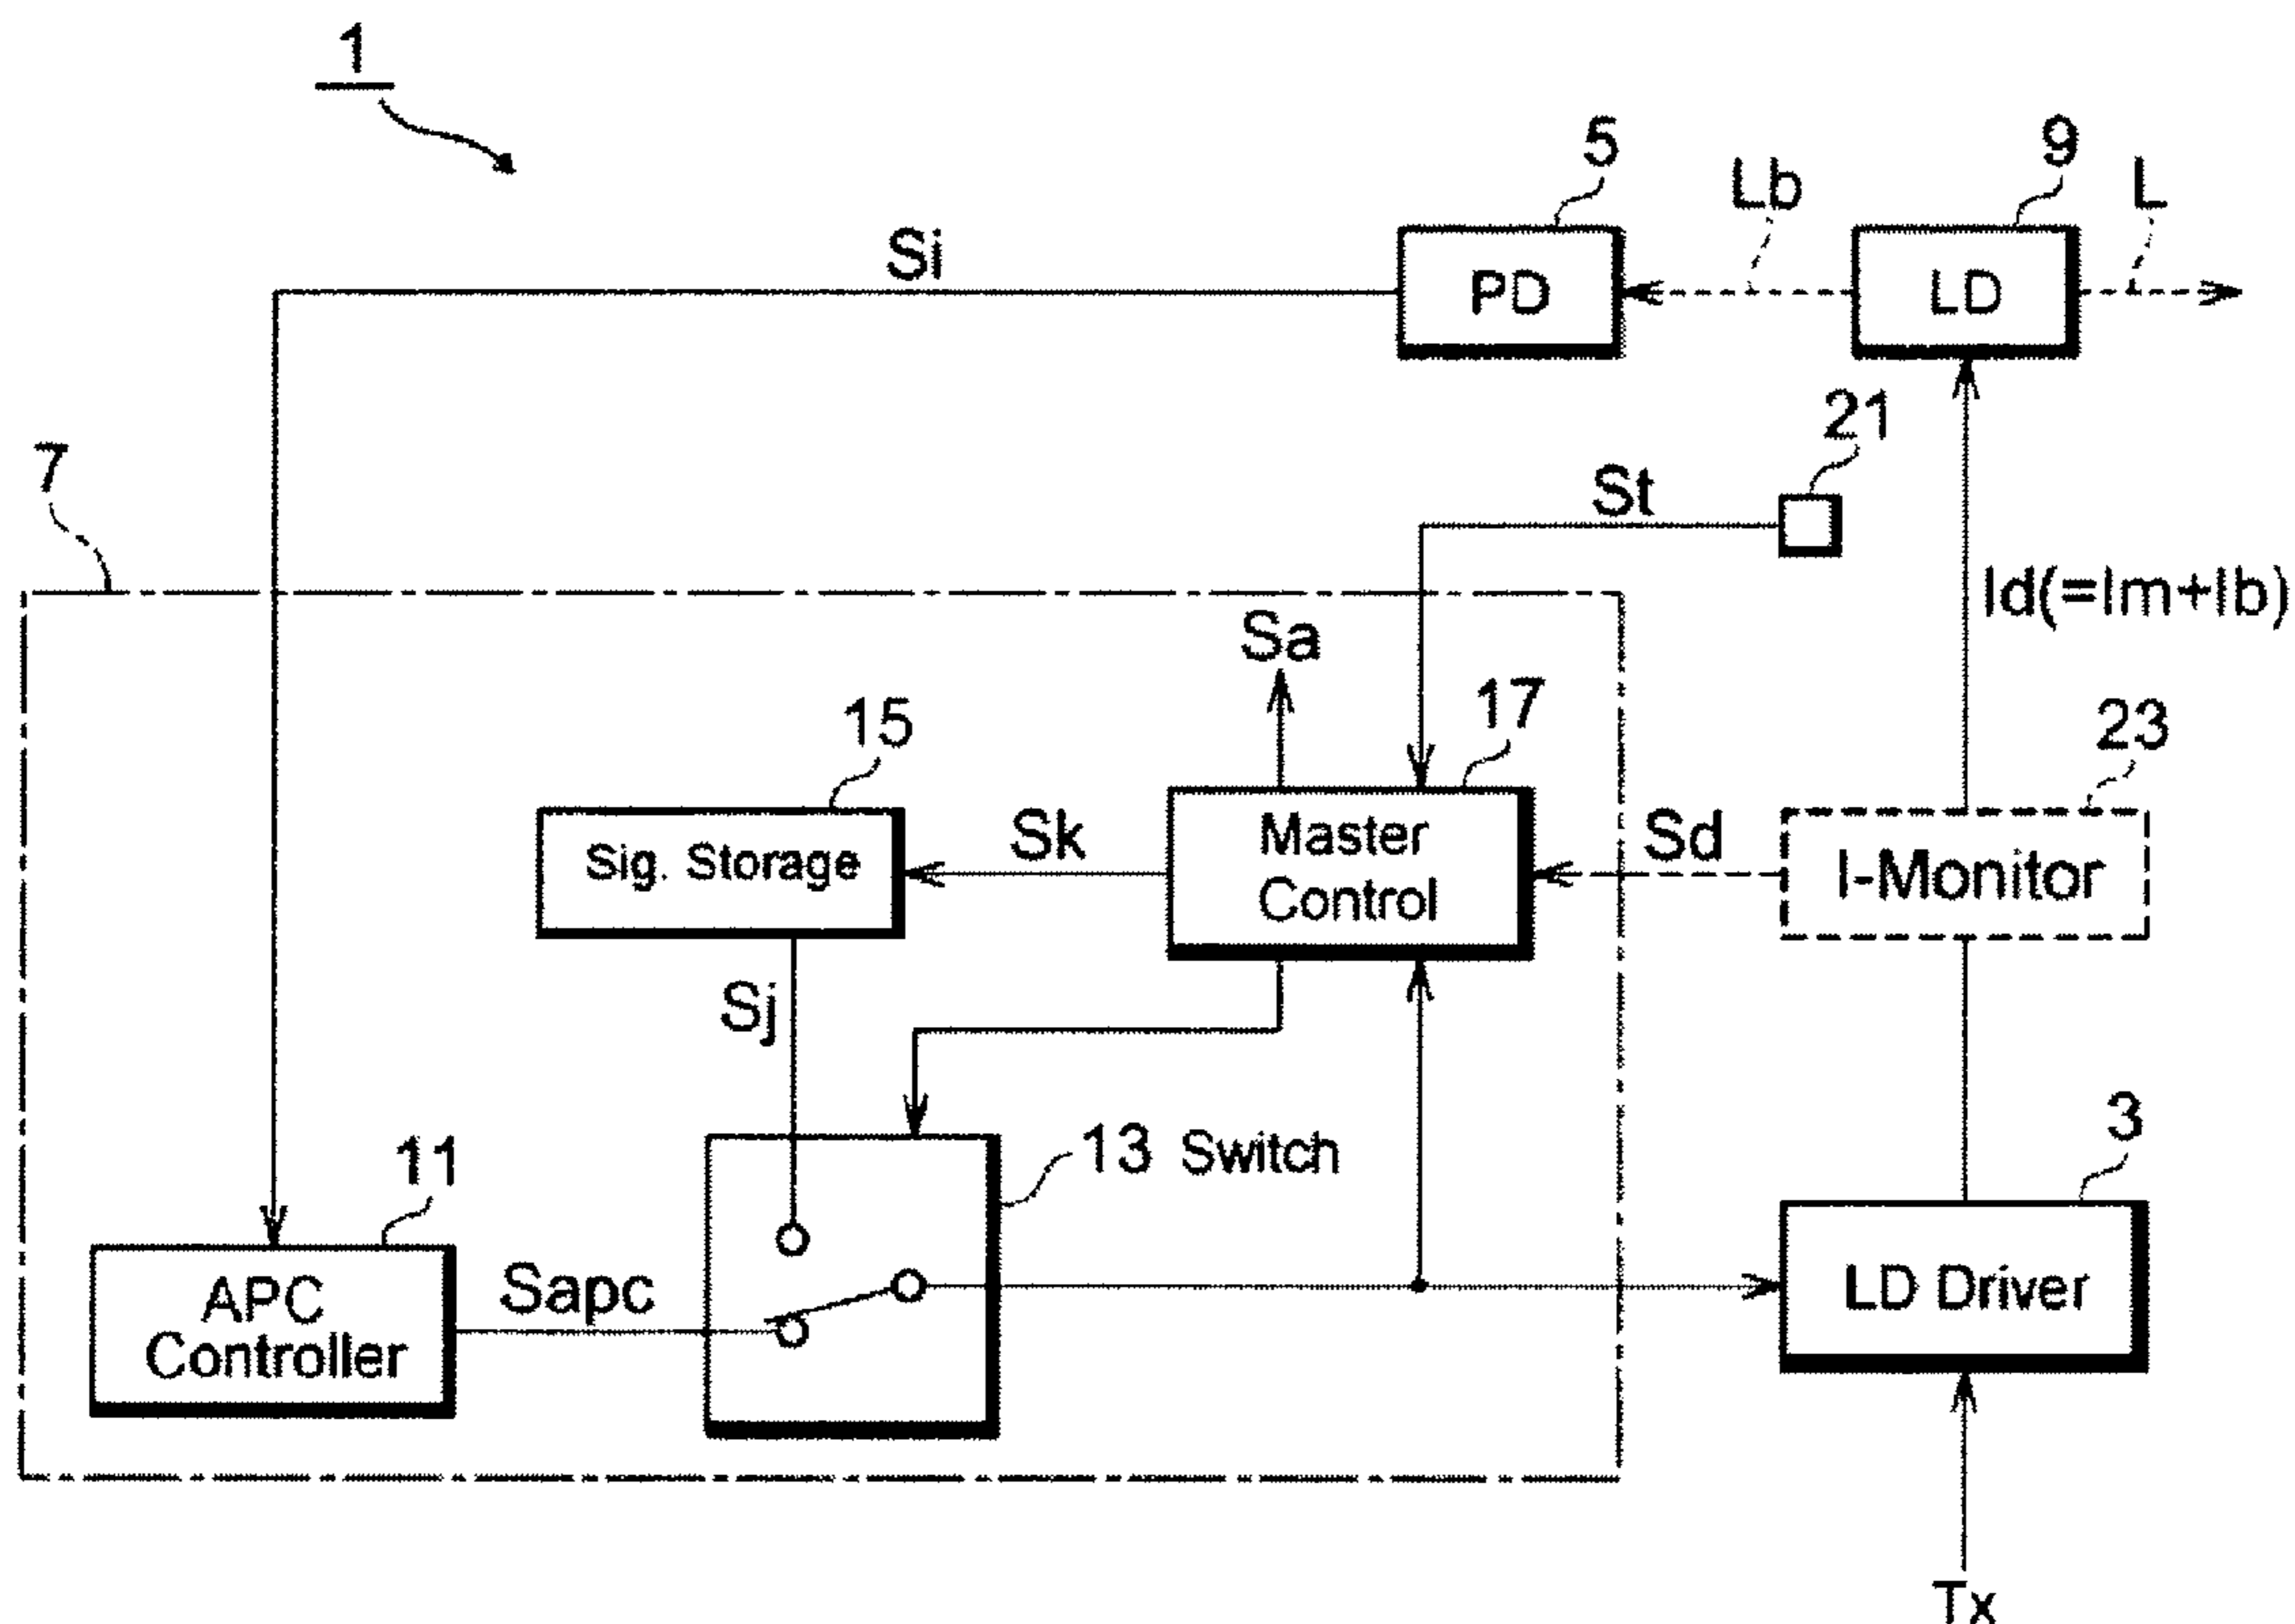 1
5
9
Lb
L
Si
PD
LD
21
7
St
Id(=Im+Ib)
Sa
15
17
23
Sig. Storage
Sk
Master
Control
Sd
I-Monitor
Sj
11
13 Switch
3
APC
Controller
Sapc
LD Driver
Tx